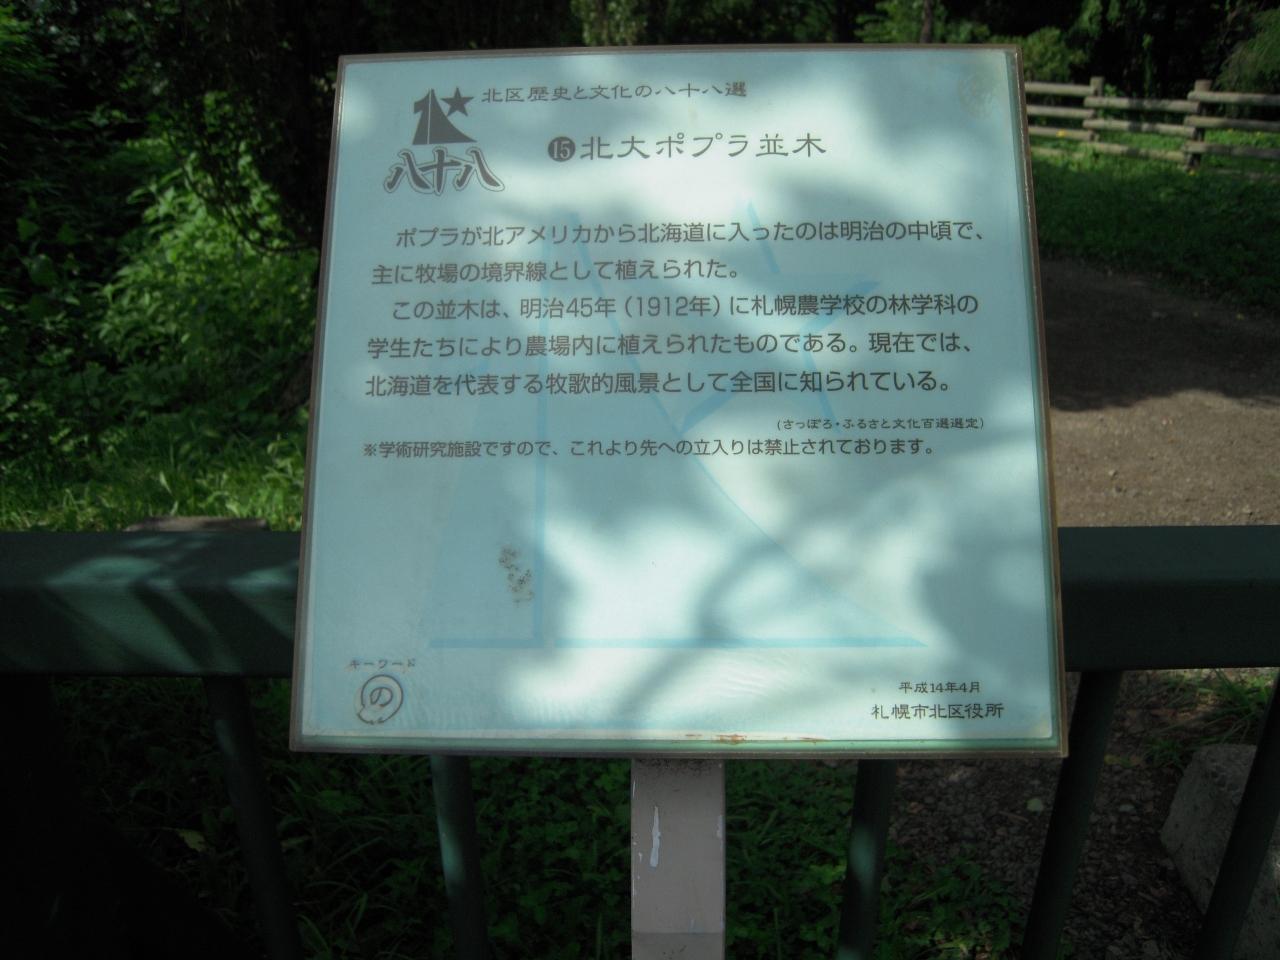 北区歴史と文化の八十八選
八十八
⓯北大ポプラ並木
ポプラが北アメリカから北海道に入ったのは明治の中頃で、
主に牧場の境界線として植えられた。
この並木は、明治45年（1912年）に札幌農学校の林学科の
学生たちにより農場内に植えられたものである。現在では、
北海道を代表する牧歌的風景として全国に知られている。
（さっぽろ・ふるさと文化百選選定）
※学術研究施設ですので、これより先への立入りは禁止されております。
キーワード
の
平成14年4月
札幌市北区役所